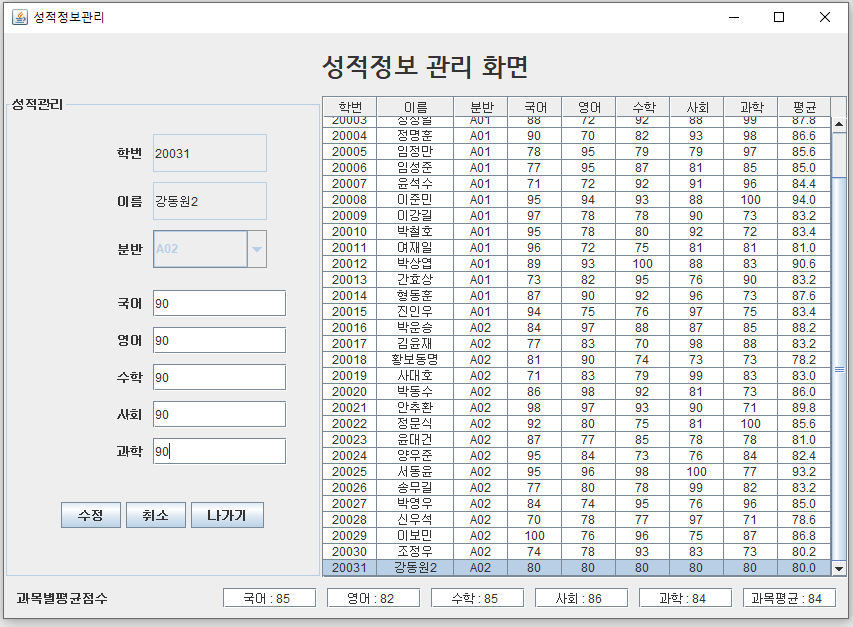 성적정보관리
성적정보 관리 화면
성적관리
학번 20031
이름 강동원2
분반 A02
국어 90
영어 90
수학 90
사회 90
과학 90
수정 취소 나가기
학번 이름 분반 국어 영어 수학 사회 과학 평균
20003 정정일 A01 88 72 92 88 99 87.8
20004 정명훈 A01 90 70 82 93 98 86.6
20005 임정만 A01 78 95 79 79 97 85.6
20006 임성준 A01 77 95 87 81 85 85.0
20007 윤석수 A01 71 72 92 91 96 84.4
20008 이준민 A01 95 94 93 88 100 94.0
20009 이강길 A01 97 78 78 90 73 83.2
20010 박철호 A01 95 78 80 92 72 83.4
20011 여재일 A01 96 72 75 81 81 81.0
20012 박상엽 A01 89 93 100 88 83 90.6
20013 간효상 A01 73 82 95 76 90 83.2
20014 형동훈 A01 87 90 92 96 73 87.6
20015 진인우 A01 94 75 76 97 75 83.4
20016 박운승 A02 84 97 88 87 85 88.2
20017 김윤재 A02 77 83 70 98 88 83.2
20018 황보동명 A02 81 90 74 73 73 78.2
20019 사대호 A02 71 83 79 99 83 83.0
20020 박동수 A02 86 98 92 81 73 86.0
20021 안추환 A02 98 97 93 90 71 89.8
20022 정문식 A02 92 80 75 81 100 85.6
20023 윤대건 A02 87 77 85 78 78 81.0
20024 양우준 A02 95 84 73 76 84 82.4
20025 서동윤 A02 95 96 98 100 77 93.2
20026 송무길 A02 77 80 78 99 82 83.2
20027 박영우 A02 84 74 95 76 96 85.0
20028 신우석 A02 70 78 77 97 71 78.6
20029 이보민 A02 100 76 96 75 87 86.8
20030 조정우 A02 74 78 93 83 73 80.2
20031 강동원2 A02 80 80 80 80 80 80.0
과목별평균점수 국어 : 85 영어 : 82 수학 : 85 사회 : 86 과학 : 84 과목평균 : 84